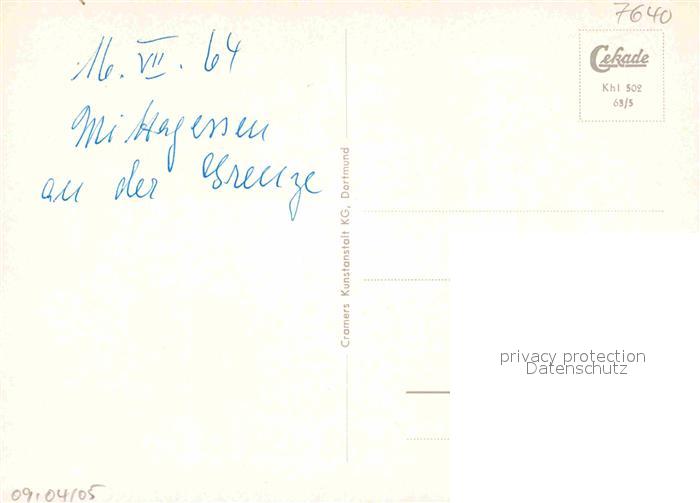 7640
Cekade
Khl 502
63/5
16. VII. 64
Mittagessen
an der Grenze
Cramers Kunstanstalt KG, Dortmund
privacy protection
Datenschutz
09.04/05